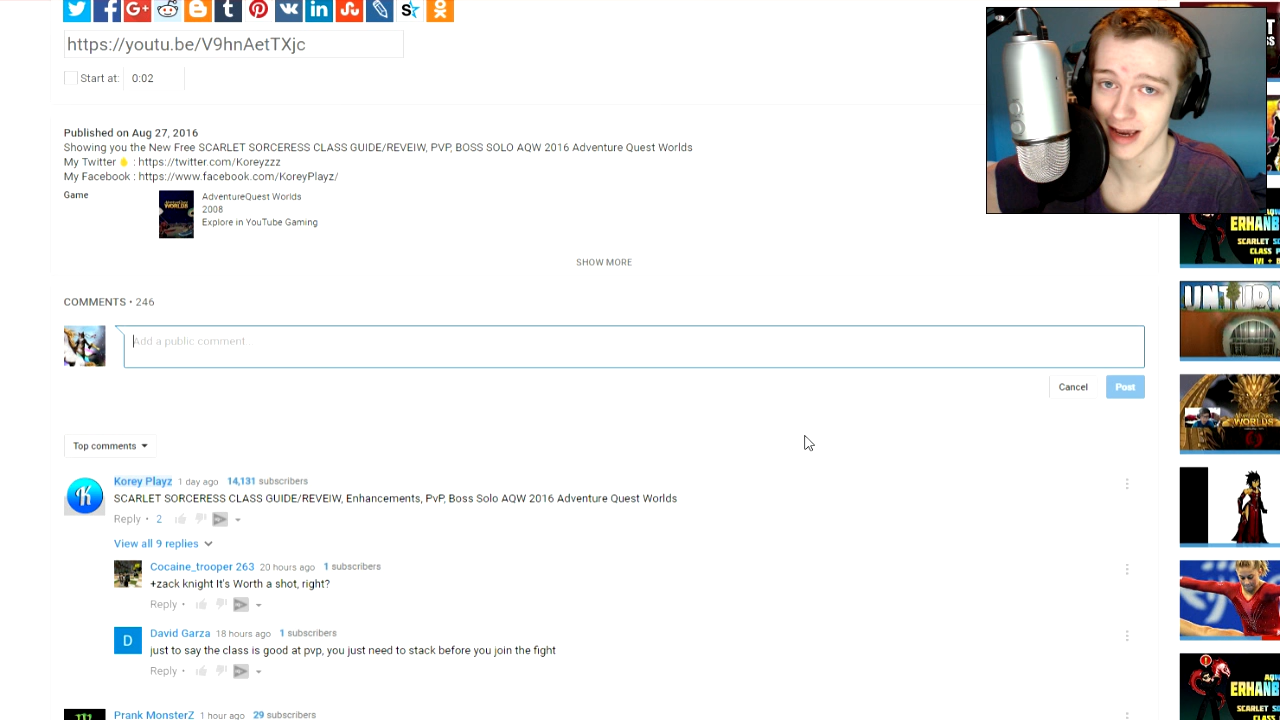 https://youtu.be/V9hnAetTXjc
Start at: 0:02
Published on Aug 27, 2016
Showing you the New Free SCARLET SORCERESS CLASS GUIDE/REVEIW, PVP, BOSS SOLO AQW 2016 Adventure Quest Worlds
My Twitter : https://twitter.com/Koreyzzz
My Facebook : https://www.facebook.com/KoreyPlayz/
Game
AdventureQuest Worlds
2008
Explore in YouTube Gaming
SHOW MORE
COMMENTS • 246
Add a public comment...
Cancel Post
Top comments
Korey Playz 1 day ago 14,131 subscribers
SCARLET SORCERESS CLASS GUIDE/REVEIW, Enhancements, PvP, Boss Solo AQW 2016 Adventure Quest Worlds
Reply • 2
View all 9 replies
Cocaine_trooper 263 20 hours ago 1 subscribers
+zack knight It's Worth a shot, right?
Reply •
David Garza 18 hours ago 1 subscribers
D
just to say the class is good at pvp, you just need to stack before you join the fight
Reply •
Prank MonsterZ 1 hour ago 29 subscribers
ERHANB
SCARLET
CLASS
UNTURN
WORLDS
ERHANB
SCARLET